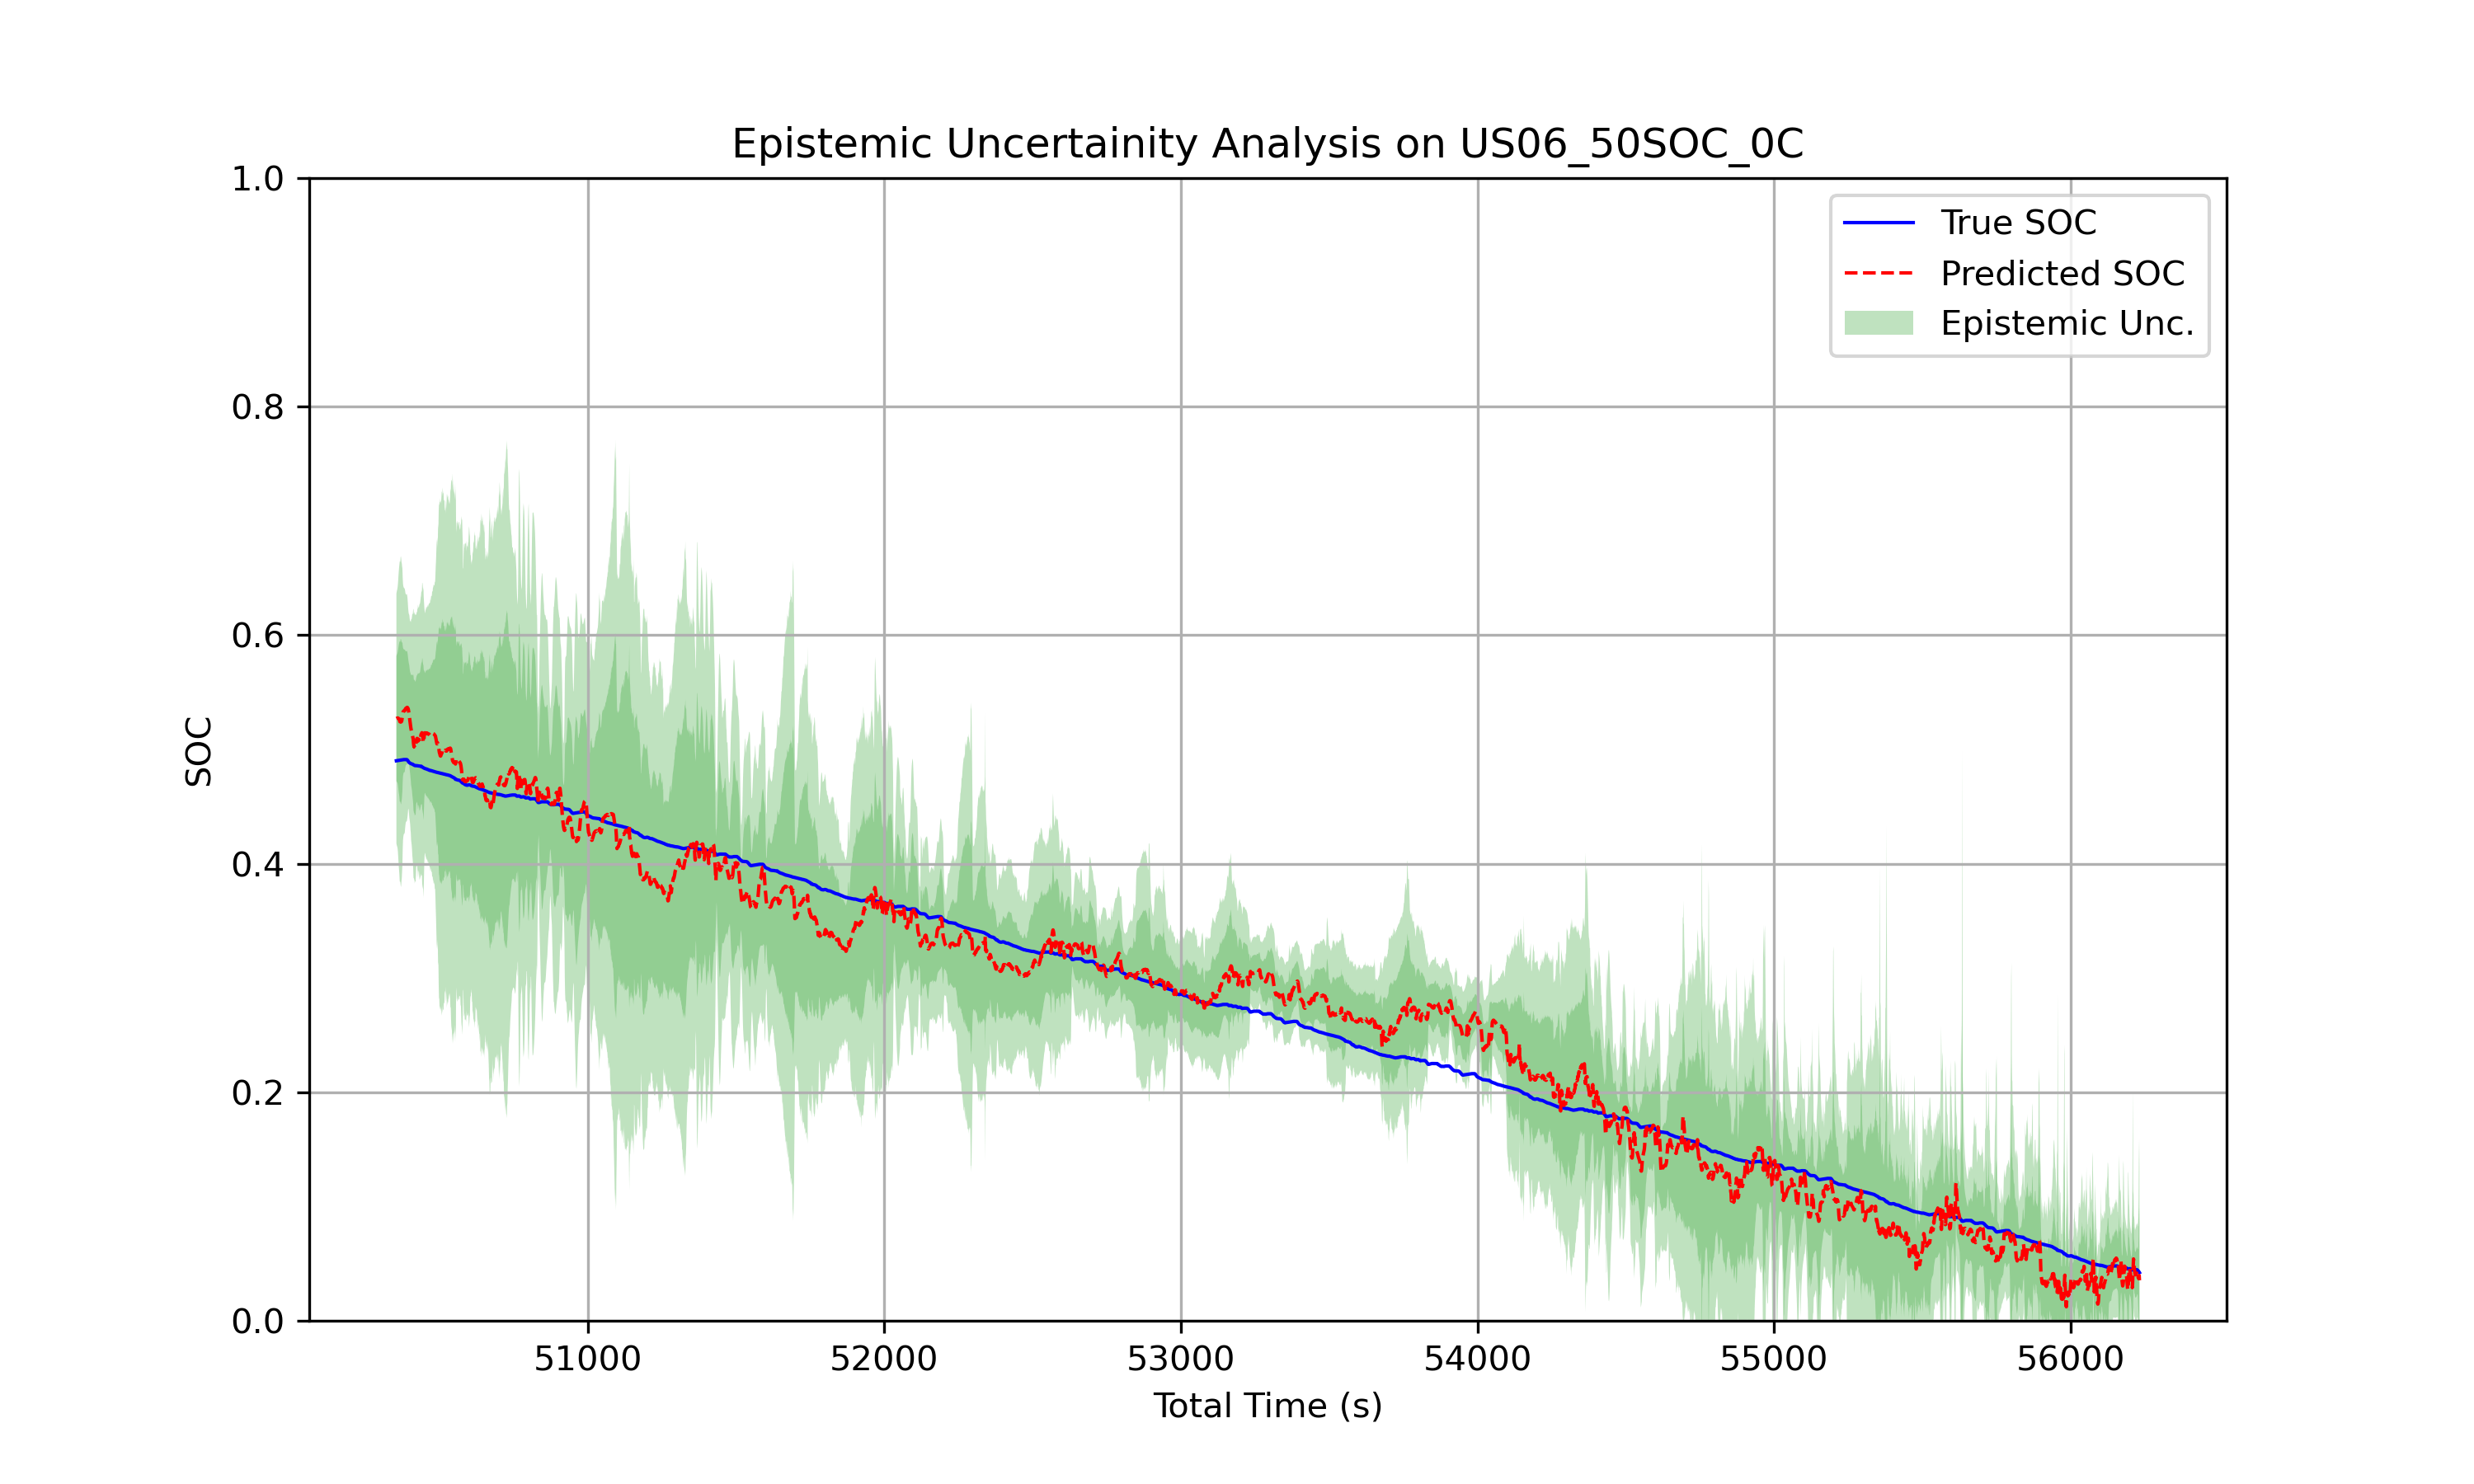 Epistemic Uncertainity Analysis on US06_50SOC_0C
1.0
0.8
0.6
0.4
0.2
0.0
SOC
True SOC
Predicted SOC
Epistemic Unc.
51000 52000 53000 54000 55000 56000
Total Time (s)